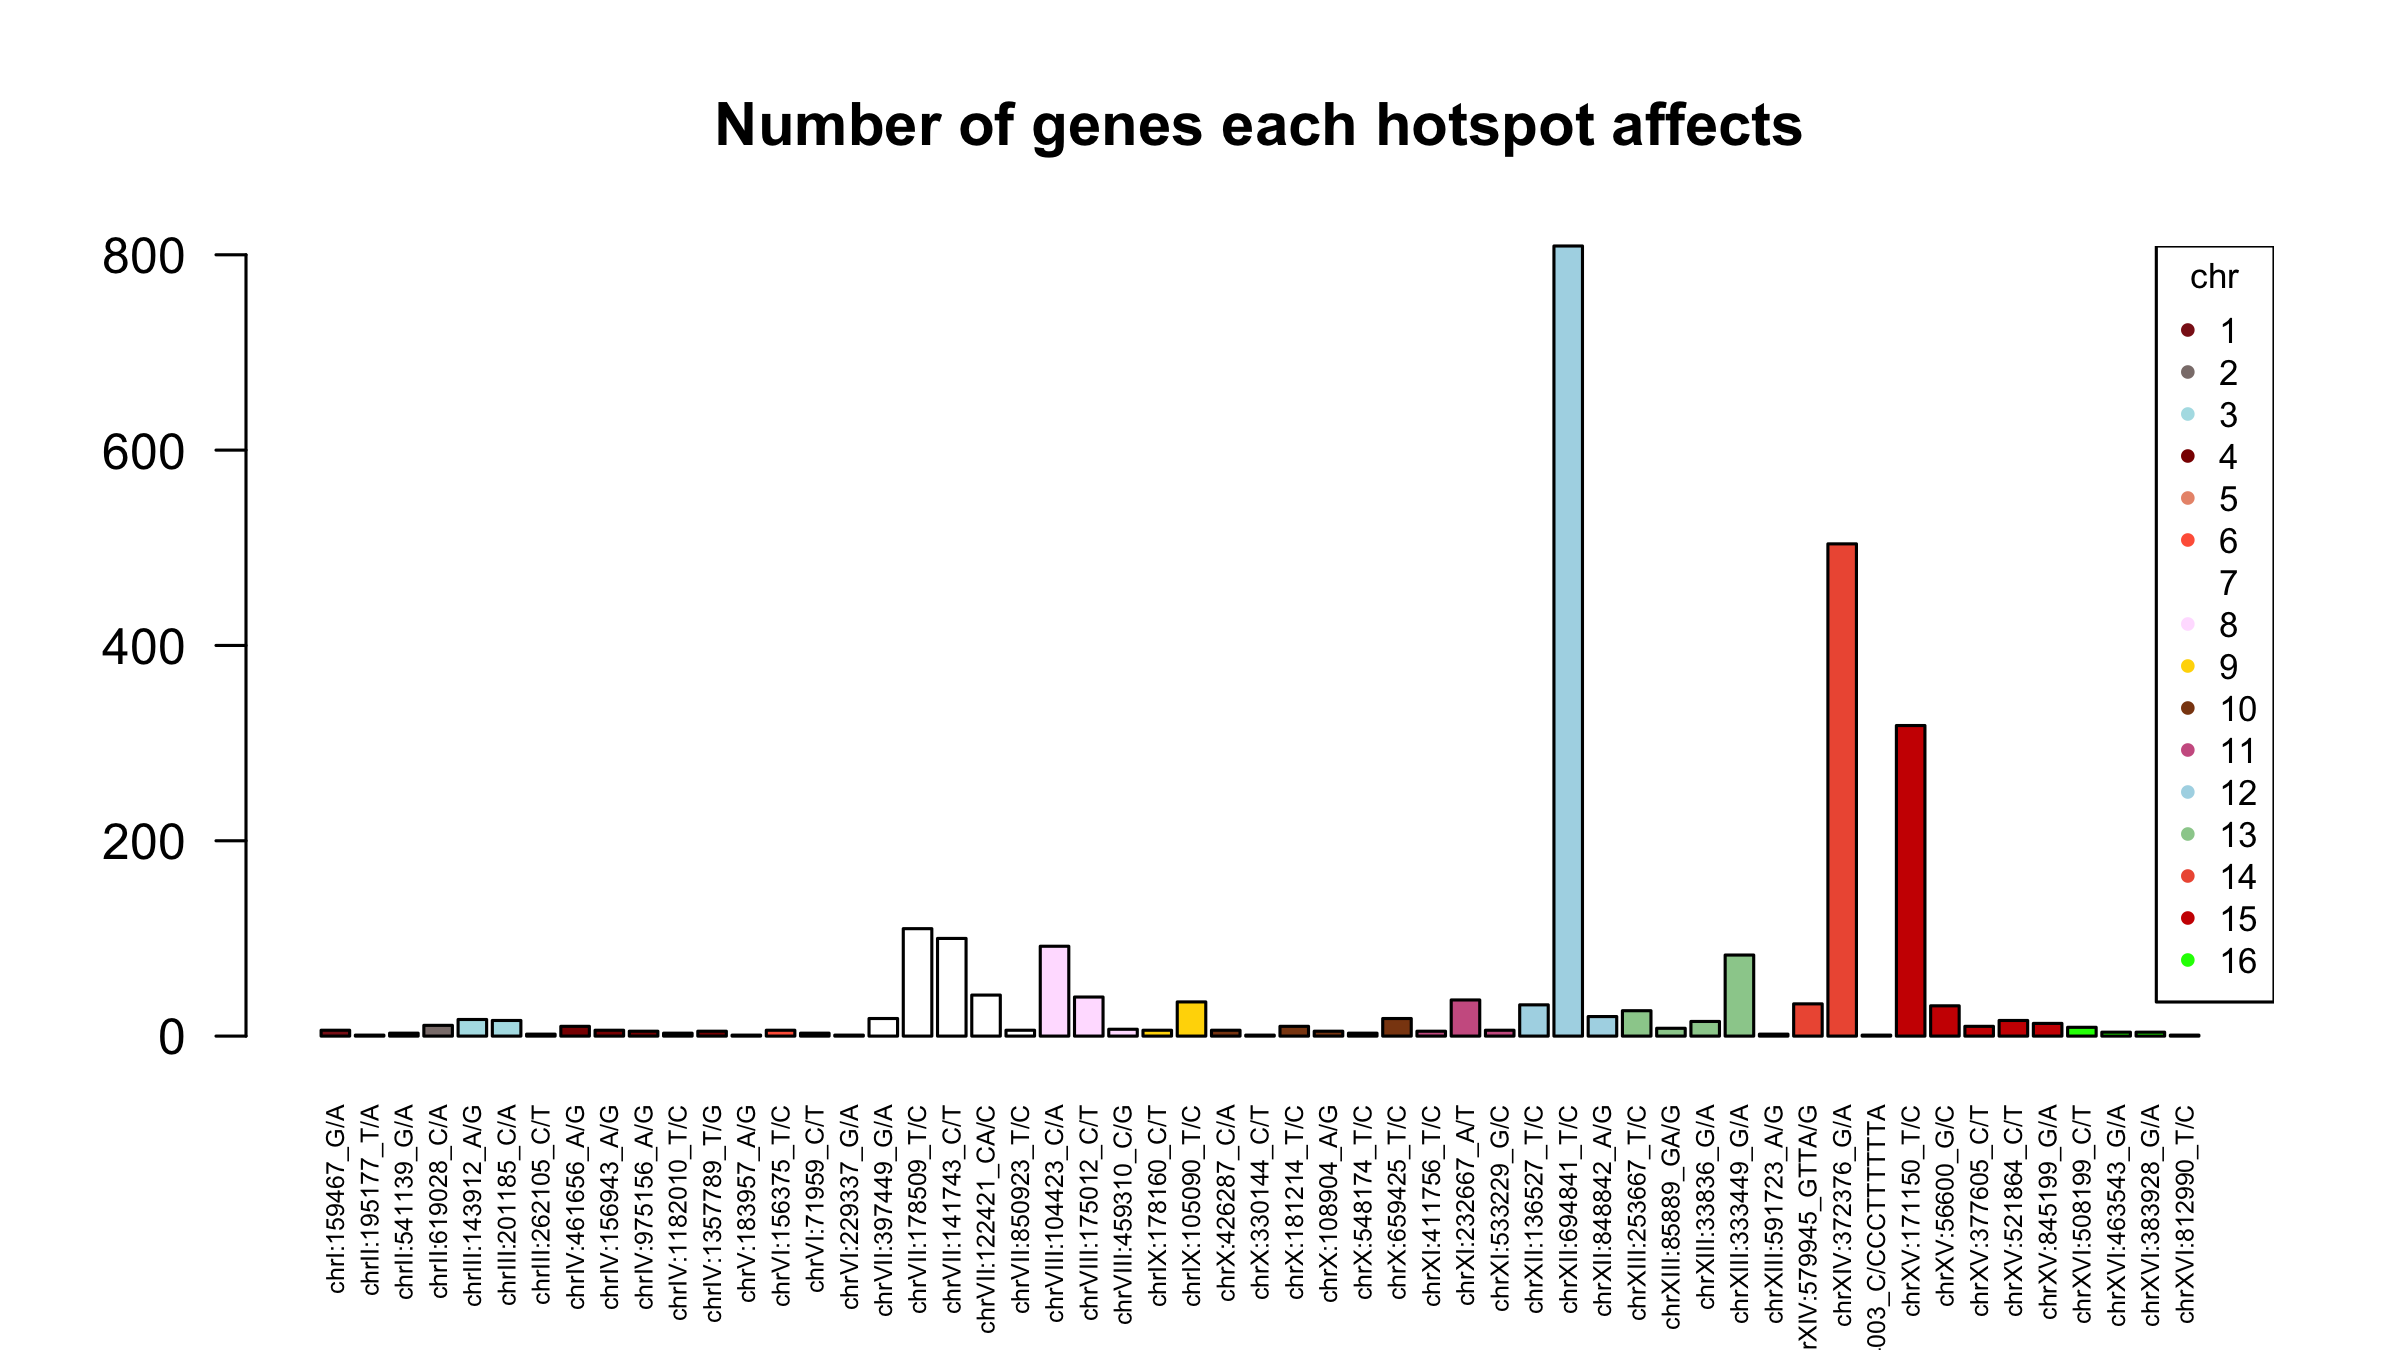 Number of genes each hotspot affects
800
600
400
200
0
chr
1
2
3
4
5
6
7
8
9
10
11
12
13
14
15
16
chrI:159467_G/A
chrII:195177_T/A
chrII:541139_G/A
chrII:619028_C/A
chrIII:143912_A/G
chrIII:201185_C/A
chrIII:262105_C/T
chrIV:461656_A/G
chrIV:156943_A/G
chrIV:975156_A/G
chrIV:1182010_T/C
chrIV:1357789_T/G
chrV:183957_A/G
chrVI:156375_T/C
chrVI:71959_C/T
chrVI:229337_G/A
chrVII:397449_G/A
chrVII:178509_T/C
chrVII:141743_C/T
chrVII:122421_CA/C
chrVII:850923_T/C
chrVIII:104423_C/A
chrVIII:175012_C/T
chrVIII:459310_C/G
chrIX:178160_C/T
chrIX:105090_T/C
chrX:426287_C/A
chrX:330144_C/T
chrX:181214_T/C
chrX:108904_A/G
chrX:548174_T/C
chrX:659425_T/C
chrXI:411756_T/C
chrXI:232667_A/T
chrXI:533229_G/C
chrXII:136527_T/C
chrXII:694841_T/C
chrXII:848842_A/G
chrXIII:253667_T/C
chrXIII:85889_GA/G
chrXIII:33836_G/A
chrXIII:333449_G/A
chrXIII:591723_A/G
rXIV:579945_GTTA/G
chrXIV:372376_G/A
003_C/CCCTTTTTA
chrXV:171150_T/C
chrXV:56600_G/C
chrXV:377605_C/T
chrXV:521864_C/T
chrXV:845199_G/A
chrXVI:508199_C/T
chrXVI:463543_G/A
chrXVI:383928_G/A
chrXVI:812990_T/C